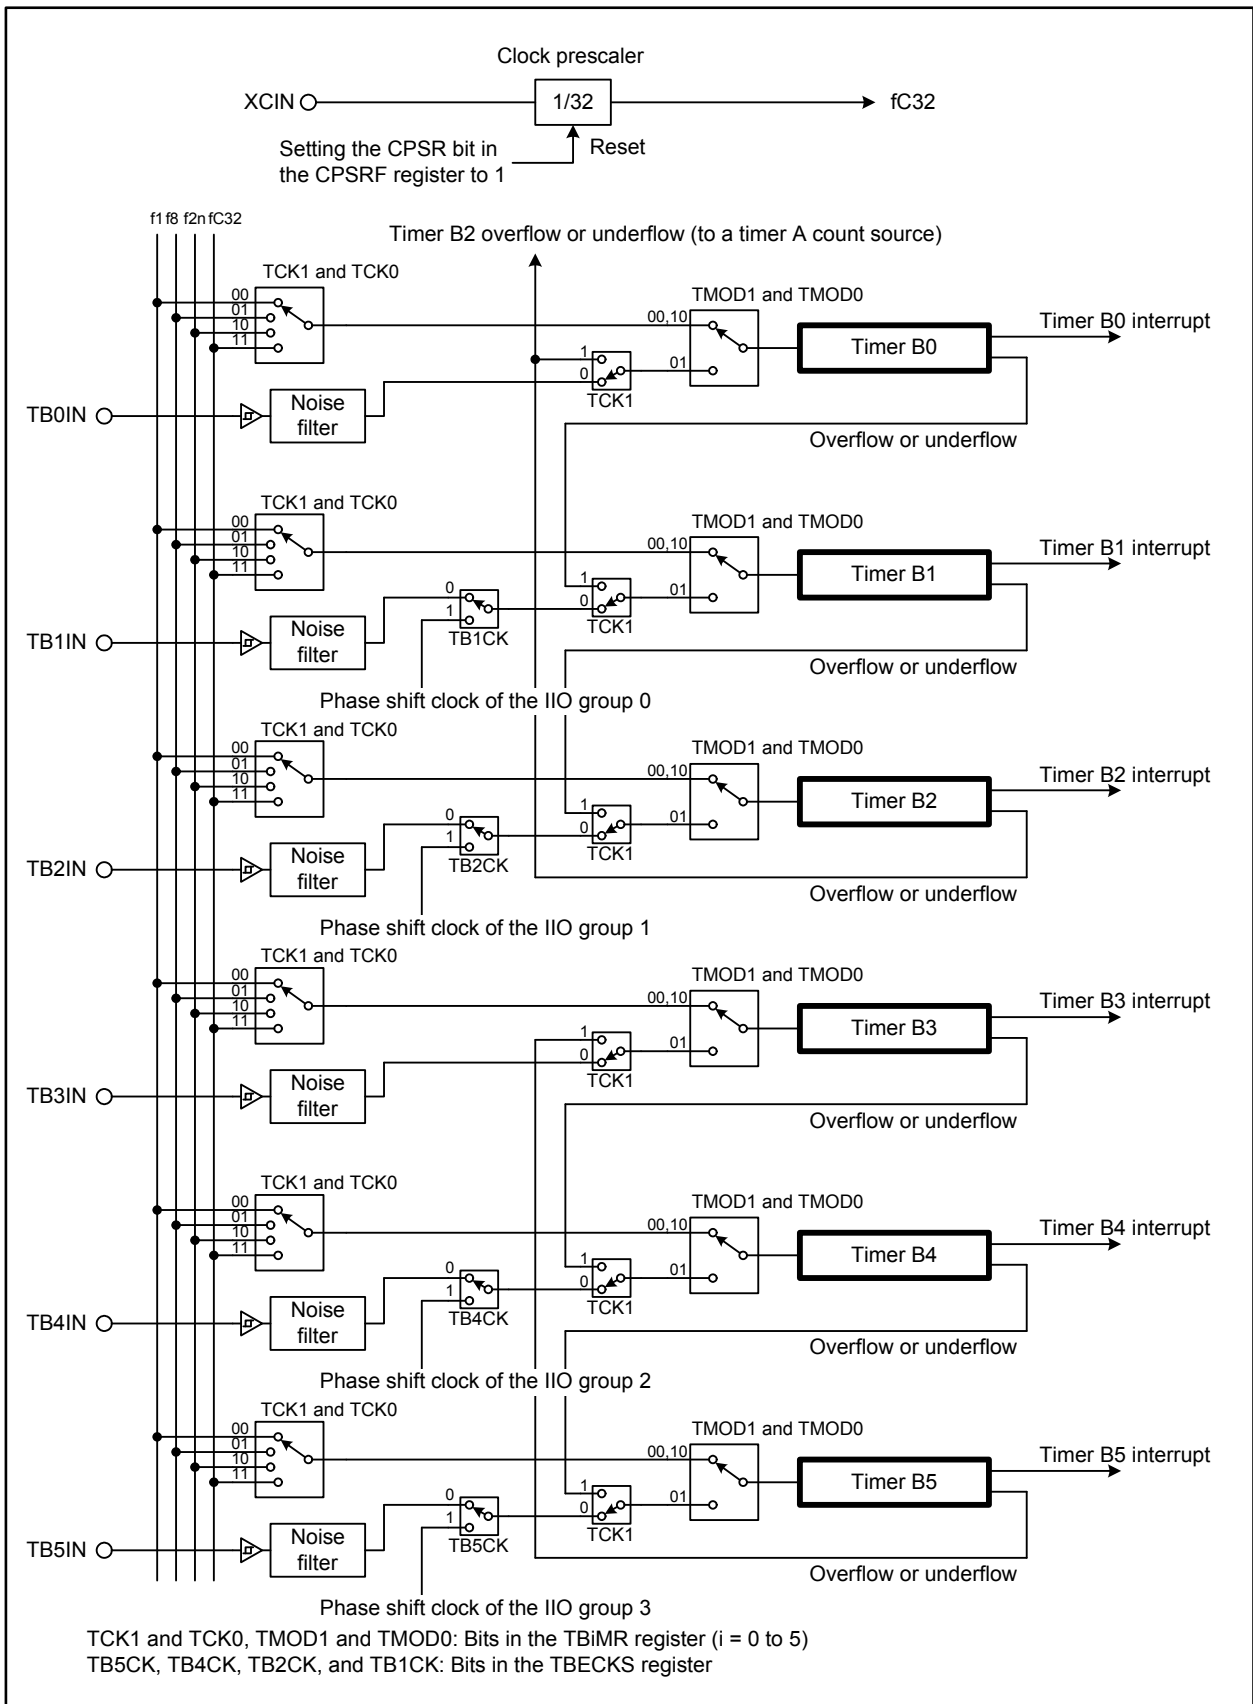 Clock prescaler
XCIN
1/32
fC32
Setting the CPSR bit in
the CPSRF register to 1
Reset
f1 f8 f2n fC32
Timer B2 overflow or underflow (to a timer A count source)
TCK1 and TCK0
00
01
10
11
TMOD1 and TMOD0
00,10
01
Timer B0
Timer B0 interrupt
1
0
TCK1
TB0IN
Noise
filter
Overflow or underflow
TCK1 and TCK0
00
01
10
11
TMOD1 and TMOD0
00,10
01
Timer B1
Timer B1 interrupt
1
0
TCK1
0
1
TB1CK
TB1IN
Noise
filter
Overflow or underflow
Phase shift clock of the IIO group 0
TCK1 and TCK0
00
01
10
11
TMOD1 and TMOD0
00,10
01
Timer B2
Timer B2 interrupt
1
0
TCK1
0
1
TB2CK
TB2IN
Noise
filter
Overflow or underflow
Phase shift clock of the IIO group 1
TCK1 and TCK0
00
01
10
11
TMOD1 and TMOD0
00,10
01
Timer B3
Timer B3 interrupt
1
0
TCK1
TB3IN
Noise
filter
Overflow or underflow
TCK1 and TCK0
00
01
10
11
TMOD1 and TMOD0
00,10
01
Timer B4
Timer B4 interrupt
1
0
TCK1
0
1
TB4CK
TB4IN
Noise
filter
Overflow or underflow
Phase shift clock of the IIO group 2
TCK1 and TCK0
00
01
10
11
TMOD1 and TMOD0
00,10
01
Timer B5
Timer B5 interrupt
1
0
TCK1
0
1
TB5CK
TB5IN
Noise
filter
Overflow or underflow
Phase shift clock of the IIO group 3
TCK1 and TCK0, TMOD1 and TMOD0: Bits in the TBiMR register (i = 0 to 5)
TB5CK, TB4CK, TB2CK, and TB1CK: Bits in the TBECKS register